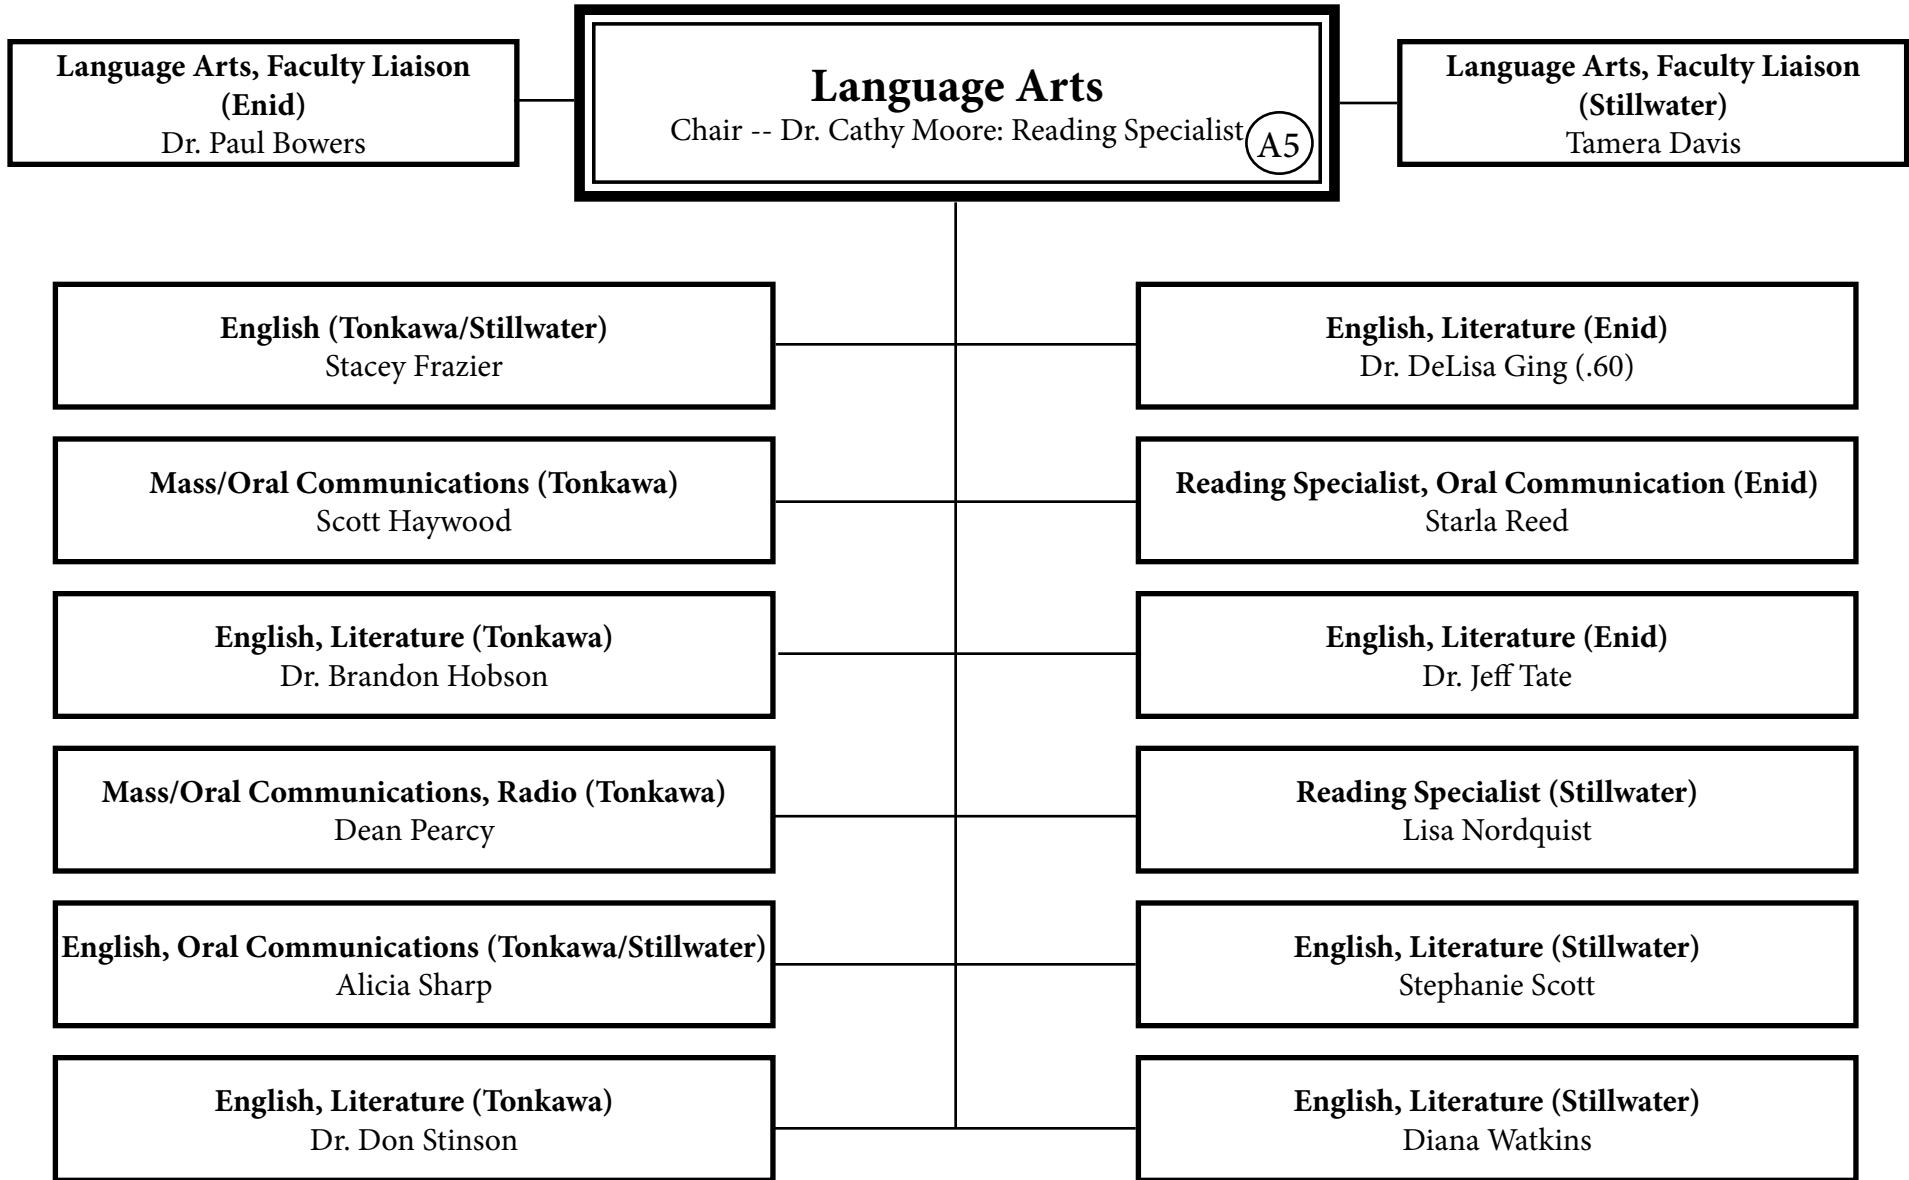 Language Arts, Faculty Liaison
(Enid)
Dr. Paul Bowers
Language Arts
Chair -- Dr. Cathy Moore: Reading Specialist
A5
Language Arts, Faculty Liaison
(Stillwater)
Tamera Davis
English (Tonkawa/Stillwater)
Stacey Frazier
English, Literature (Enid)
Dr. DeLisa Ging (.60)
Mass/Oral Communications (Tonkawa)
Scott Haywood
Reading Specialist, Oral Communication (Enid)
Starla Reed
English, Literature (Tonkawa)
Dr. Brandon Hobson
English, Literature (Enid)
Dr. Jeff Tate
Mass/Oral Communications, Radio (Tonkawa)
Dean Pearcy
Reading Specialist (Stillwater)
Lisa Nordquist
English, Oral Communications (Tonkawa/Stillwater)
Alicia Sharp
English, Literature (Stillwater)
Stephanie Scott
English, Literature (Tonkawa)
Dr. Don Stinson
English, Literature (Stillwater)
Diana Watkins